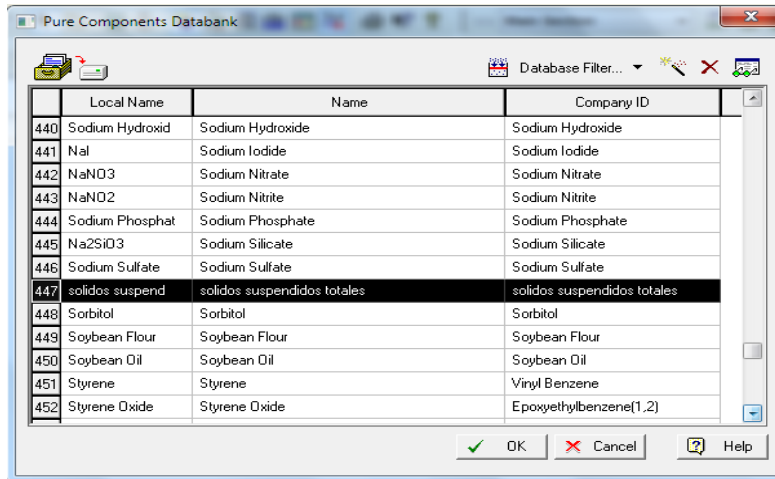 Pure Components Databank
Database Filter...
Local Name Name Company ID
440 Sodium Hydroxid Sodium Hydroxide Sodium Hydroxide
441 NaI Sodium Iodide Sodium Iodide
442 NaNO3 Sodium Nitrate Sodium Nitrate
443 NaNO2 Sodium Nitrite Sodium Nitrite
444 Sodium Phosphat Sodium Phosphate Sodium Phosphate
445 Na2SiO3 Sodium Silicate Sodium Silicate
446 Sodium Sulfate Sodium Sulfate Sodium Sulfate
447 solidos suspend solidos suspendidos totales solidos suspendidos totales
448 Sorbitol Sorbitol Sorbitol
449 Soybean Flour Soybean Flour Soybean Flour
450 Soybean Oil Soybean Oil Soybean Oil
451 Styrene Styrene Vinyl Benzene
452 Styrene Oxide Styrene Oxide Epoxyethylbenzene(1,2)
OK Cancel Help